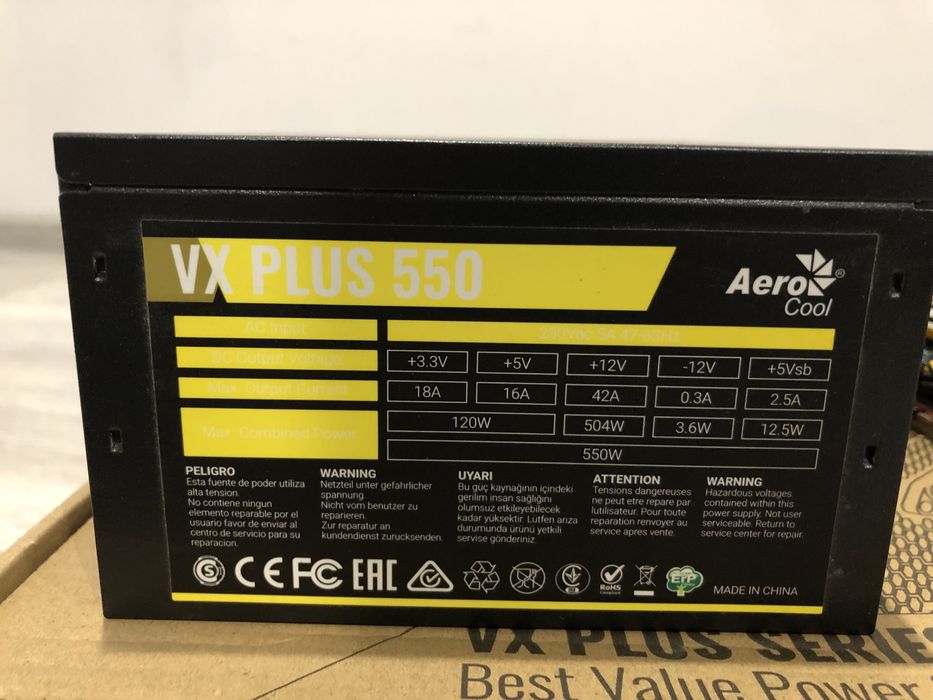 VX PLUS 550
Aero
Cool
AC Input 230Vac 5A 47-63Hz
DC Output Voltage +3.3V +5V +12V -12V +5Vsb
Max. Output Current 18A 16A 42A 0.3A 2.5A
Max. Combined Power 120W 504W 3.6W 12.5W
550W
PELIGRO
Esta fuente de poder utiliza
alta tension.
No contiene ningun
elemento reparable por el
usuario favor de enviar al
centro de servicio para su
reparacion.
WARNING
Netzteil unter gefahrlicher
spannung.
Nicht vom benutzer zu
reparieren.
Zur reparatur an
kundendienst zurucksenden.
UYARI
Bu güç kaynağının içindeki
gerilim insan sağlığını
olumsuz etkileyebilecek
kadar yüksektir. Lütfen arıza
durumunda ürünü yetkili
servise gönderiniz.
ATTENTION
Tensions dangereuses
ne peut etre repare par
lutilisateur. Pour toute
reparation renvoyer au
service apres vente.
WARNING
Hazardous voltages
contained within this
power supply. Not user
serviceable. Return to
service center for repair.
S CE FC EAC RoHS
Compliant ErP MADE IN CHINA
VX PLUS SERIES
Best Value Power